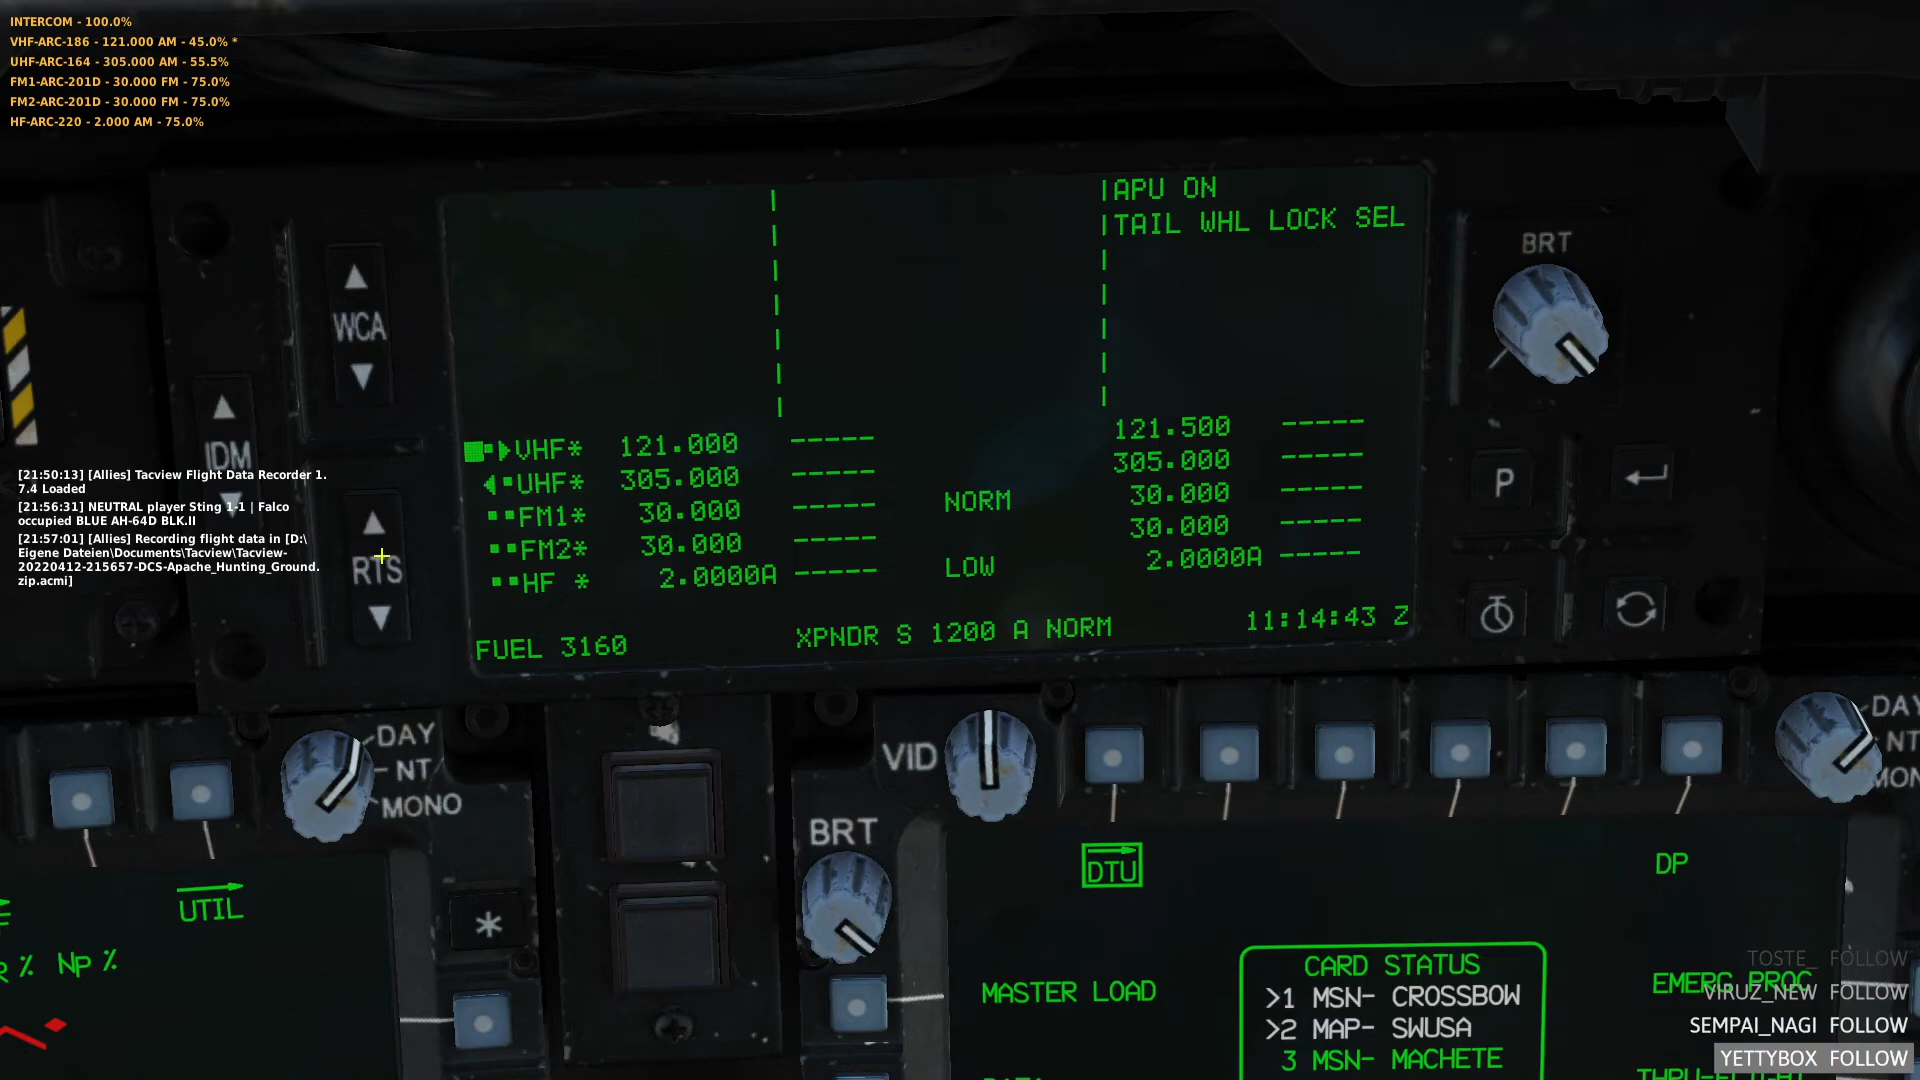 INTERCOM - 100.0%
VHF-ARC-186 - 121.000 AM - 45.0% *
UHF-ARC-164 - 305.000 AM - 55.5%
FM1-ARC-201D - 30.000 FM - 75.0%
FM2-ARC-201D - 30.000 FM - 75.0%
HF-ARC-220 - 2.000 AM - 75.0%
APU ON
TAIL WHL LOCK SEL
BRT
WCA
IDM
RTS
VHF* 121.000 ----- 121.500 -----
UHF* 305.000 ----- 305.000 -----
FM1* 30.000 ----- NORM 30.000 -----
FM2* 30.000 ----- 30.000 -----
HF * 2.0000A ----- LOW 2.0000A -----
FUEL 3160 XPNDR S 1200 A NORM 11:14:43 Z
P
[21:50:13] [Allies] Tacview Flight Data Recorder 1.
7.4 Loaded
[21:56:31] NEUTRAL player Sting 1-1 | Falco
occupied BLUE AH-64D BLK.II
[21:57:01] [Allies] Recording flight data in [D:\
Eigene Dateien\Documents\Tacview\Tacview-
20220412-215657-DCS-Apache_Hunting_Ground.
zip.acmi]
DAY
NT
MONO
VID
BRT
DAY
NT
UTIL
Np %
*
DTU
DP
MASTER LOAD
CARD STATUS
>1 MSN- CROSSBOW
>2 MAP- SWUSA
3 MSN- MACHETE
EMERG PROC
TOSTE_ FOLLOW
VIRUZ_NEW FOLLOW
SEMPAI_NAGI FOLLOW
YETTYBOX FOLLOW